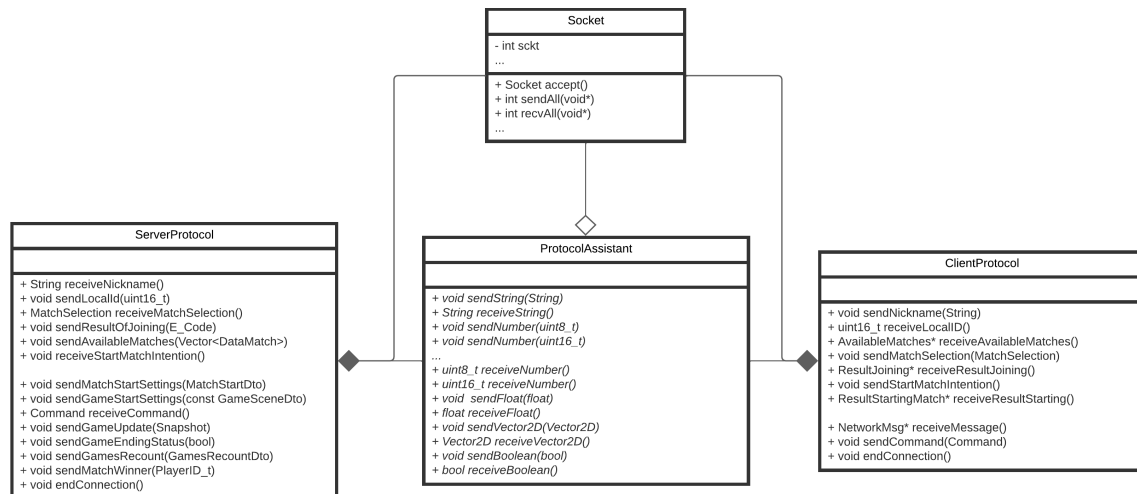 Socket
- int sckt
...
+ Socket accept()
+ int sendAll(void*)
+ int recvAll(void*)
...
ServerProtocol
+ String receiveNickname()
+ void sendLocalId(uint16_t)
+ MatchSelection receiveMatchSelection()
+ void sendResultOfJoining(E_Code)
+ void sendAvailableMatches(Vector<DataMatch>)
+ void receiveStartMatchIntention()
+ void sendMatchStartSettings(MatchStartDto)
+ void sendGameStartSettings(const GameSceneDto)
+ Command receiveCommand()
+ void sendGameUpdate(Snapshot)
+ void sendGameEndingStatus(bool)
+ void sendGamesRecount(GamesRecountDto)
+ void sendMatchWinner(PlayerID_t)
+ void endConnection()
ProtocolAssistant
+ void sendString(String)
+ String receiveString()
+ void sendNumber(uint8_t)
+ void sendNumber(uint16_t)
...
+ uint8_t receiveNumber()
+ uint16_t receiveNumber()
+ void  sendFloat(float)
+ float receiveFloat()
+ void sendVector2D(Vector2D)
+ Vector2D receiveVector2D()
+ void sendBoolean(bool)
+ bool receiveBoolean()
ClientProtocol
+ void sendNickname(String)
+ uint16_t receiveLocalID()
+ AvailableMatches* receiveAvailableMatches()
+ void sendMatchSelection(MatchSelection)
+ ResultJoining* receiveResultJoining()
+ void sendStartMatchIntention()
+ ResultStartingMatch* receiveResultStarting()
+ NetworkMsg* receiveMessage()
+ void sendCommand(Command)
+ void endConnection()